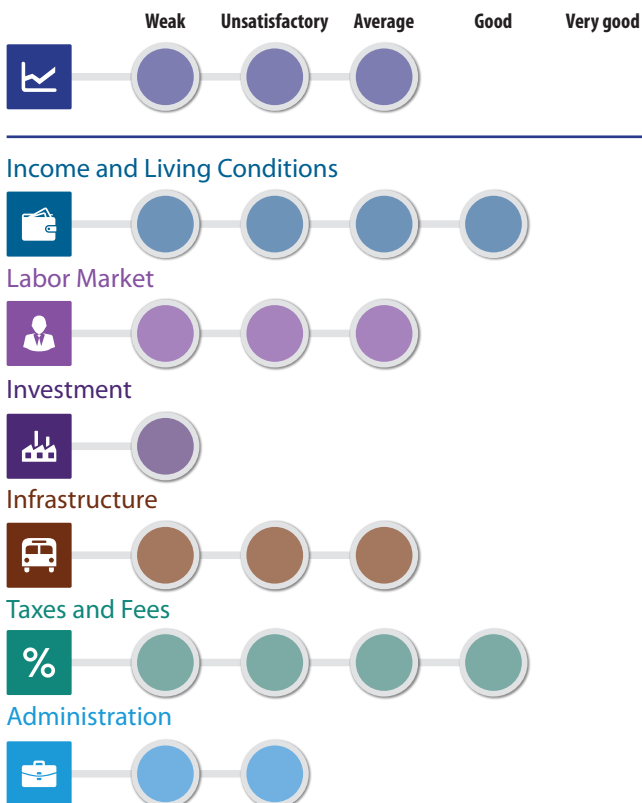 Weak Unsatisfactory Average Good Very good
Income and Living Conditions
Labor Market
Investment
Infrastructure
Taxes and Fees
%
Administration